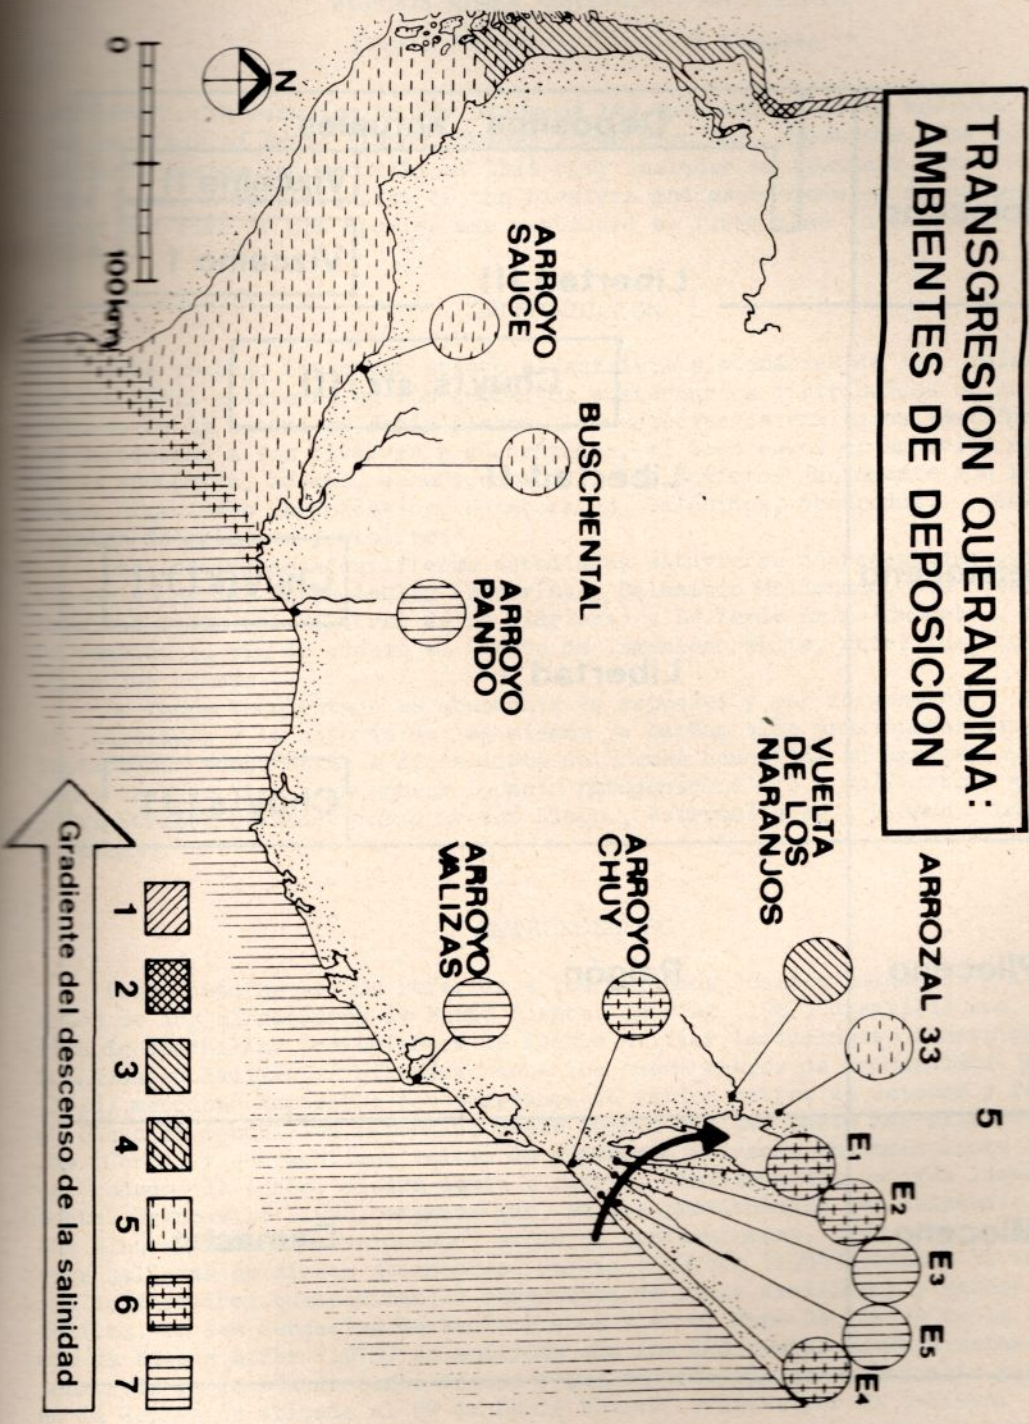 TRANSGRESION QUERANDINA:
AMBIENTES DE DEPOSICION
5
ARROZAL 33
VUELTA
DE LOS
NARANJOS
ARROYO
CHUY
ARROYO
VALIZAS
ARROYO
PANDO
BUSCHENTAL
ARROYO
SAUCE
E1
E2
E3
E5
E4
N
0 100km
1 2 3 4 5 6 7
Gradiente del descenso de la salinidad
Libertad
Libertad